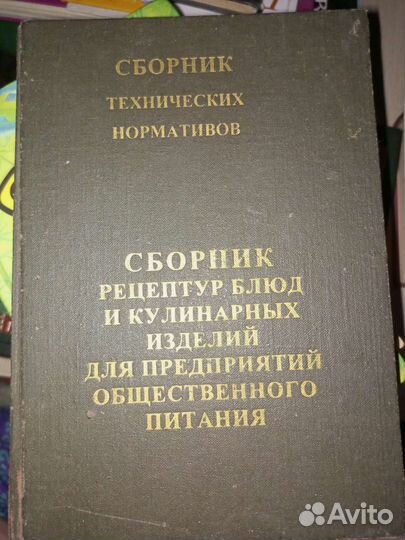 СБОРНИК
ТЕХНИЧЕСКИХ
НОРМАТИВОВ
СБОРНИК
РЕЦЕПТУР БЛЮД
И КУЛИНАРНЫХ
ИЗДЕЛИЙ
ДЛЯ ПРЕДПРИЯТИЙ
ОБЩЕСТВЕННОГО
ПИТАНИЯ
Avito